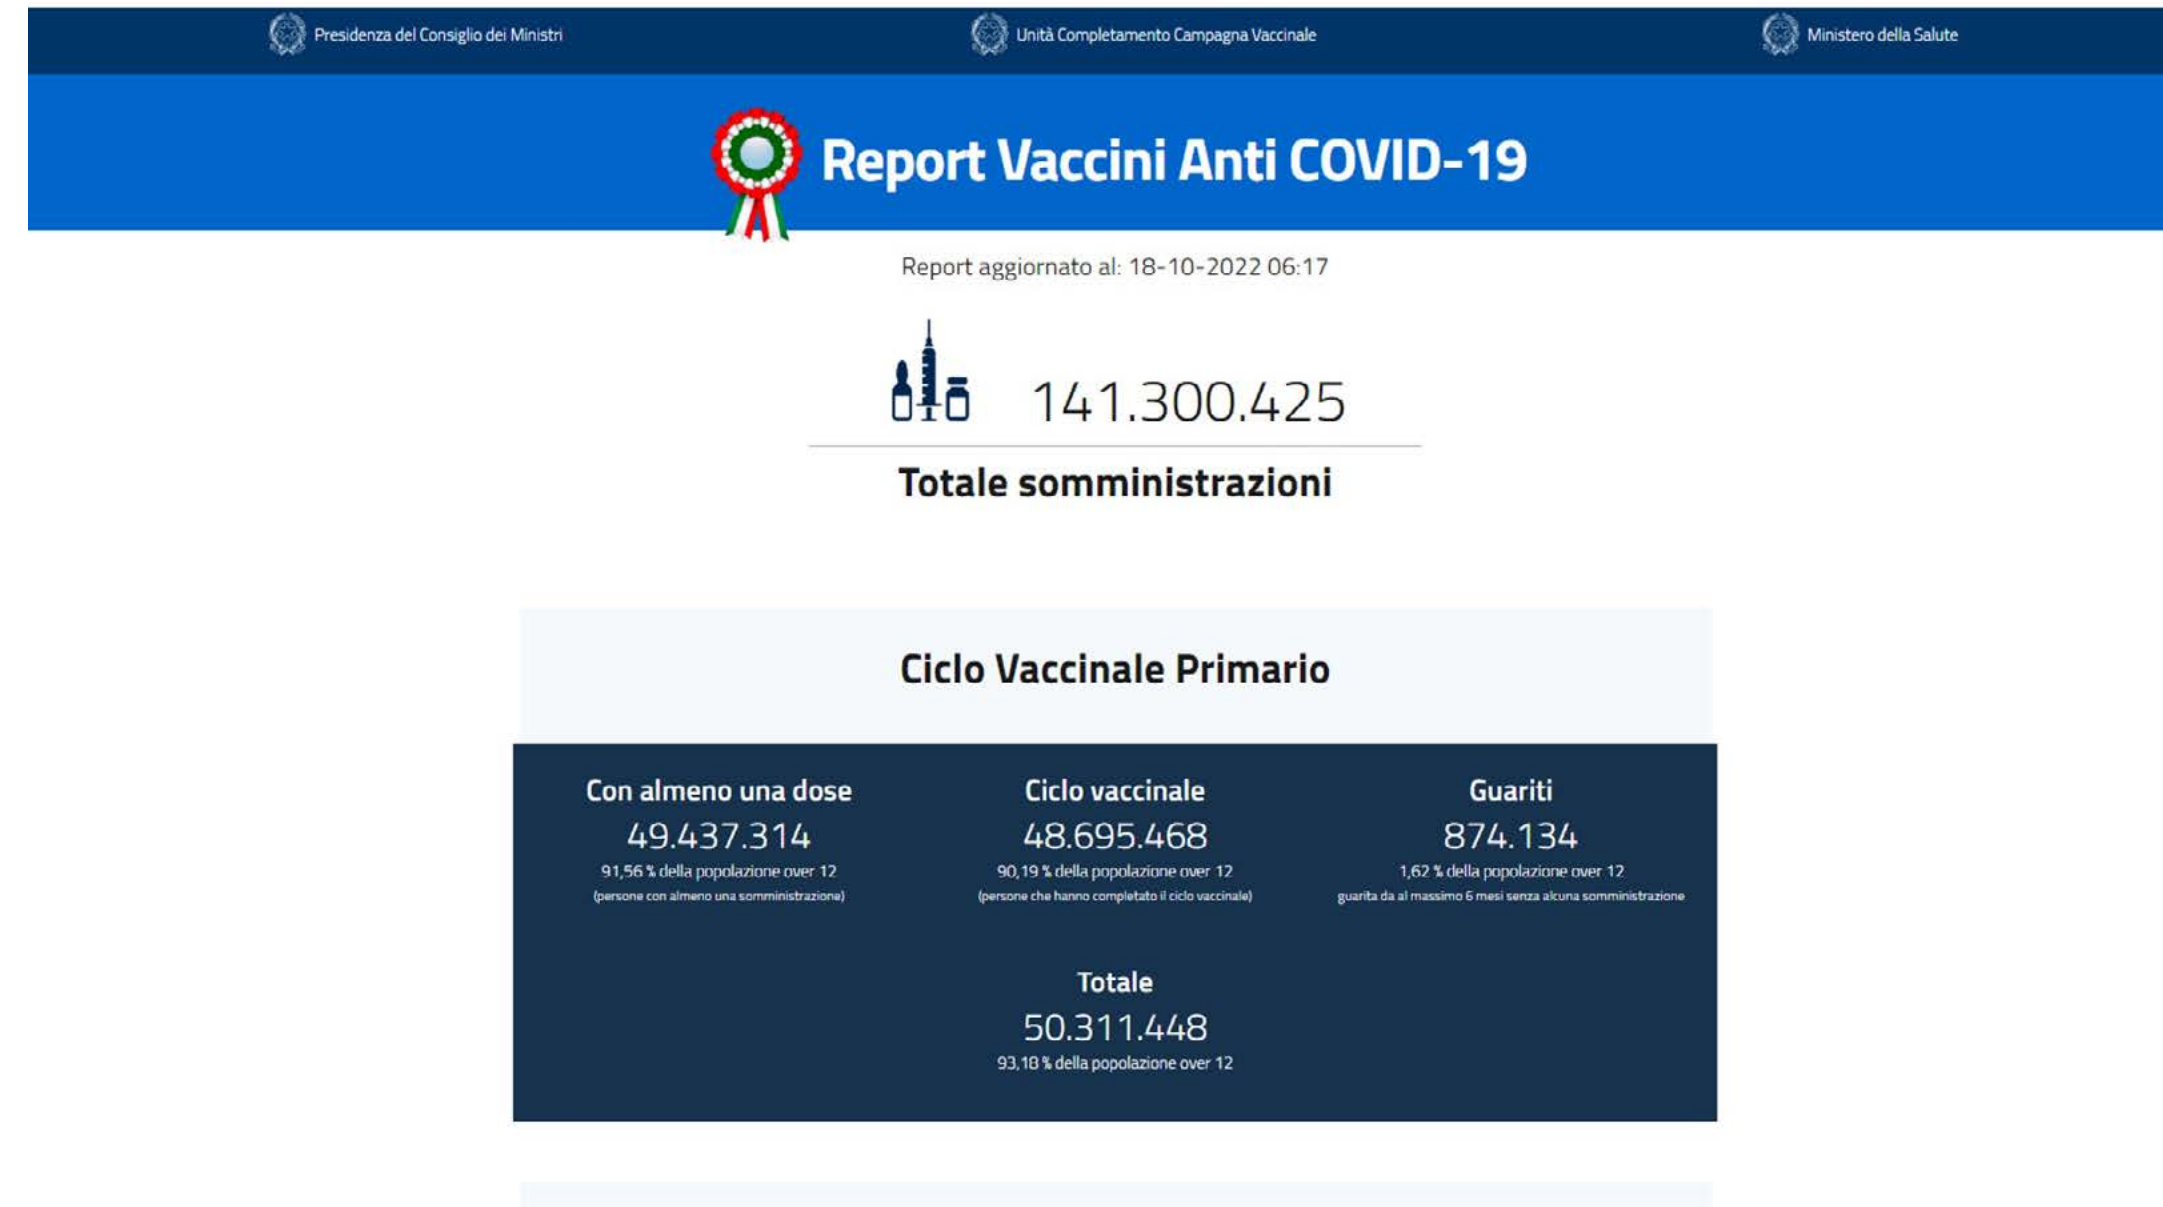 Presidenza del Consiglio dei Ministri
Unità Completamento Campagna Vaccinale
Ministero della Salute
Report Vaccini Anti COVID-19
Report aggiornato al: 18-10-2022 06:17
141.300.425
Totale somministrazioni
Ciclo Vaccinale Primario
Con almeno una dose
49.437.314
91,56 % della popolazione over 12
(persone con almeno una somministrazione)
Ciclo vaccinale
48.695.468
90,19 % della popolazione over 12
(persone che hanno completato il ciclo vaccinale)
Guariti
874.134
1,62 % della popolazione over 12
guarita da al massimo 6 mesi senza alcuna somministrazione
Totale
50.311.448
93,18 % della popolazione over 12